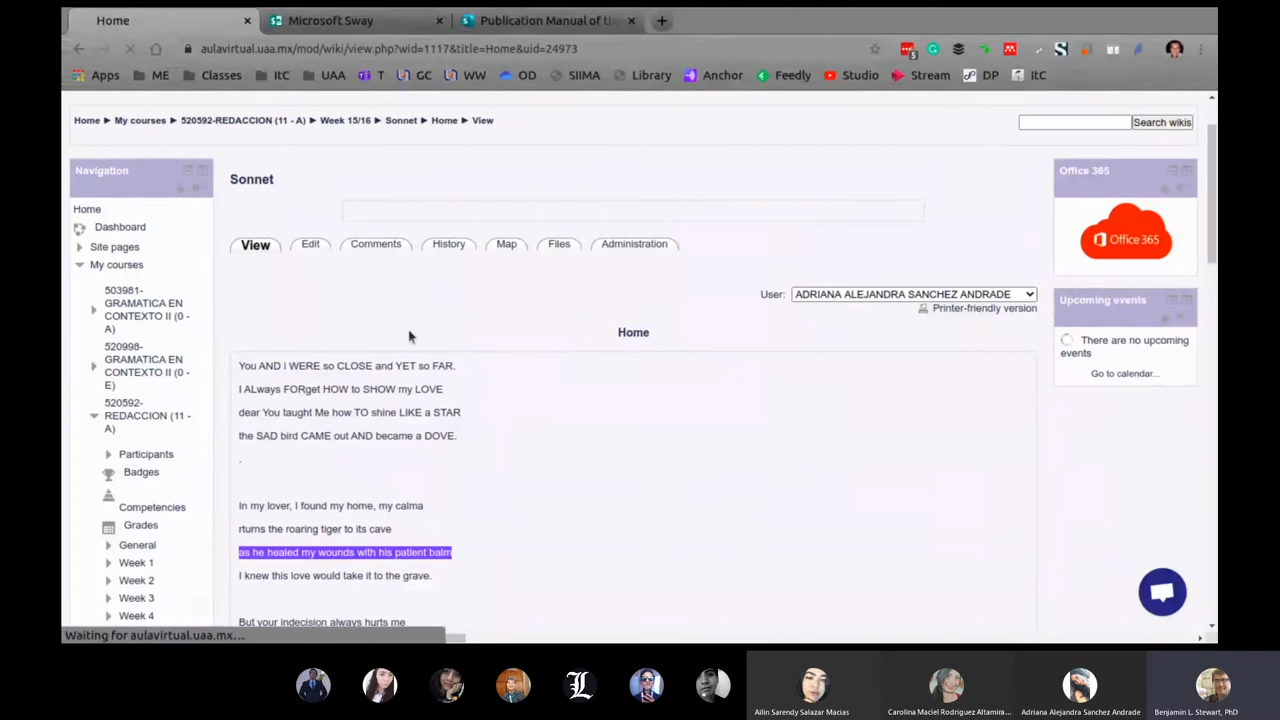 Home
Microsoft Sway
Publication Manual of th
aulavirtual.uaa.mx/mod/wiki/view.php?wid=1117&title=Home&uid=24973
5
Apps ME Classes ItC UAA T GC WW OD SIIMA Library Anchor Feedly Studio Stream DP ItC
Home ► My courses ► 520592-REDACCION (11 - A) ► Week 15/16 ► Sonnet ► Home ► View
Search wikis
Navigation
Home
Dashboard
Site pages
My courses
503981-
GRAMATICA EN
CONTEXTO II (0 -
A)
520998-
GRAMATICA EN
CONTEXTO II (0 -
E)
520592-
REDACCION (11 -
A)
Participants
Badges
Competencies
Grades
General
Week 1
Week 2
Week 3
Week 4
Sonnet
View Edit Comments History Map Files Administration
User: ADRIANA ALEJANDRA SANCHEZ ANDRADE
Printer-friendly version
Home
You AND i WERE so CLOSE and YET so FAR.
I ALways FORget HOW to SHOW my LOVE
dear You taught Me how TO shine LIKE a STAR
the SAD bird CAME out AND became a DOVE.
.
In my lover, I found my home, my calma
rturns the roaring tiger to its cave
as he healed my wounds with his patient balm
I knew this love would take it to the grave.
But your indecision always hurts me
Office 365
Office 365
Upcoming events
There are no upcoming
events
Go to calendar...
Waiting for aulavirtual.uaa.mx...
L
Ailin Sarendy Salazar Macias
Carolina Maciel Rodriguez Altamira...
Adriana Alejandra Sanchez Andrade
Benjamin L. Stewart, PhD